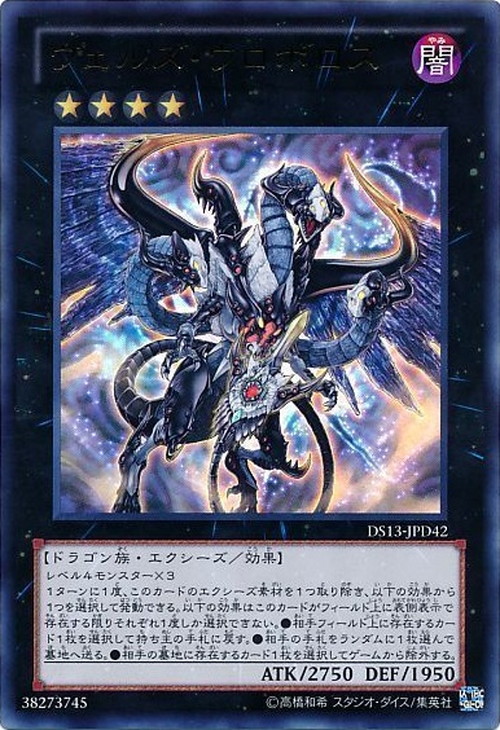 ヴェルズ・ウロボロス
やみ
闇
DS13-JPD42
【ドラゴン族・エクシーズ/効果】
レベル4モンスター×3
1ターンに1度、このカードのエクシーズ素材を1つ取り除き、以下の効果から
1つを選択して発動できる。以下の効果はこのカードがフィールド上に表側表示で
存在する限りそれぞれ1度しか選択できない。●相手フィールド上に存在するカー
ド1枚を選択して持ち主の手札に戻す。●相手の手札をランダムに1枚選んで
墓地へ送る。●相手の墓地に存在するカード1枚を選択してゲームから除外する。
ATK/2750 DEF/1950
38273745
©高橋和希 スタジオ・ダイス/集英社